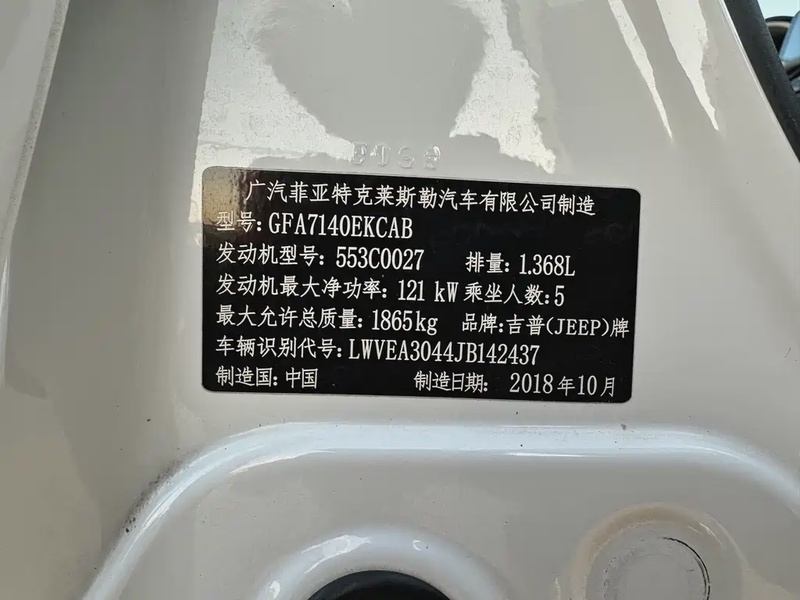 广汽菲亚特克莱斯勒汽车有限公司制造
型号: GFA7140EKCAB
发动机型号: 553C0027 排量: 1.368L
发动机最大净功率: 121 kW 乘坐人数: 5
最大允许总质量: 1865kg 品牌: 吉普(JEEP)牌
车辆识别代号: LWVEA3044JB142437
制造国: 中国 制造日期: 2018年10月